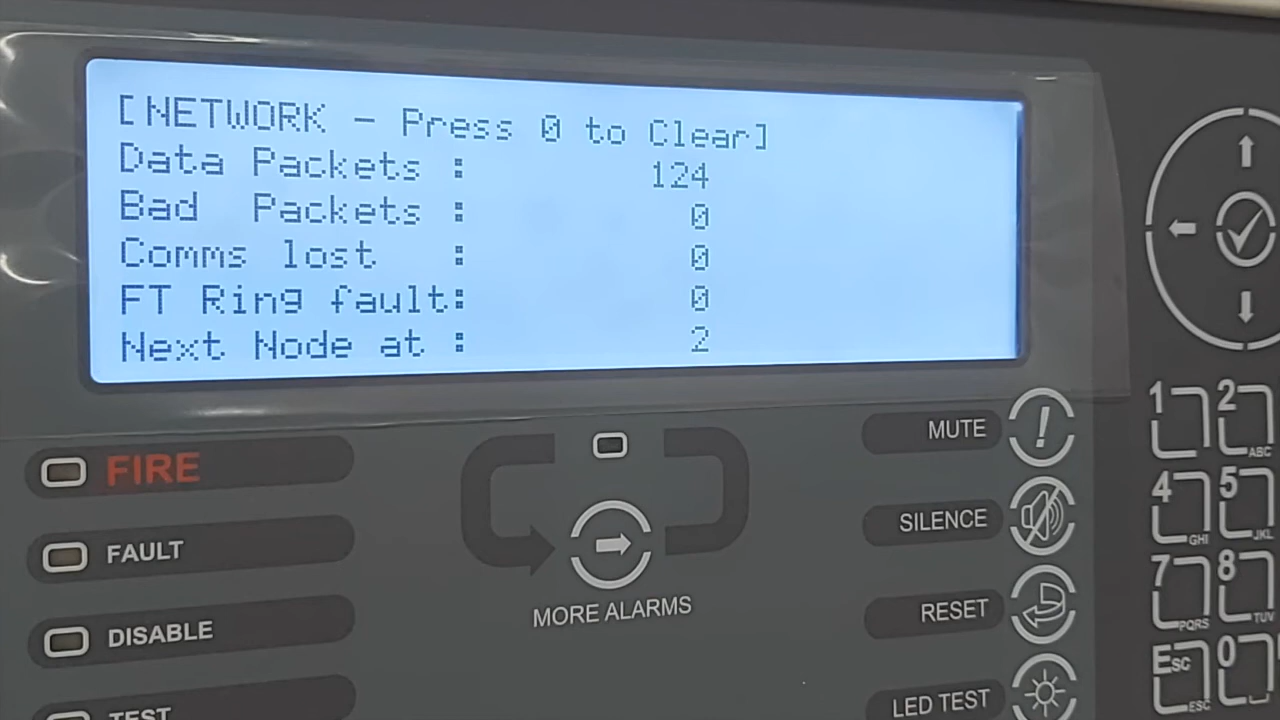 [NETWORK - Press 0 to Clear]
Data Packets : 124
Bad Packets : 0
Comms lost : 0
FT Ring fault: 0
Next Node at : 2
FIRE
FAULT
DISABLE
TEST
MORE ALARMS
MUTE
SILENCE
RESET
LED TEST
1
2 ABC
4 GHI
5 JKL
7 PQRS
8 TUV
Esc ESC
0